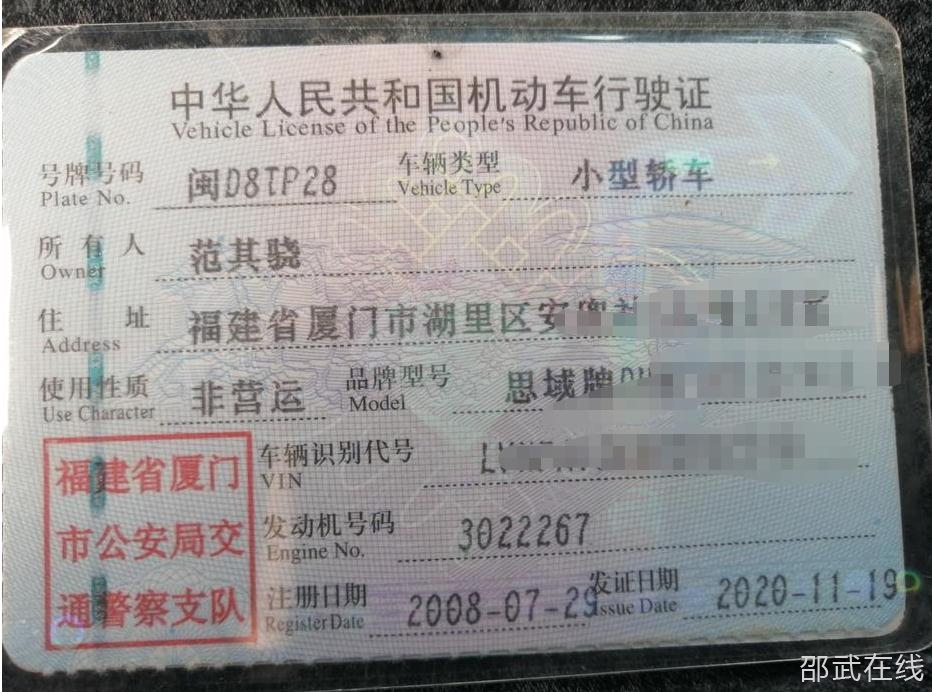 中华人民共和国机动车行驶证
Vehicle License of the People's Republic of China
号牌号码 闽D8TP28 车辆类型 小型轿车
Plate No. Vehicle Type
所有人 范其骁
Owner
住址 福建省厦门市湖里区安
Address
使用性质 非营运 品牌型号 思域牌
Use Character Model
车辆识别代号
VIN
福建省厦门
市公安局交
通警察支队
发动机号码 3022267
Engine No.
注册日期 2008-07-29 发证日期 2020-11-19
Register Date Issue Date
邵武在线